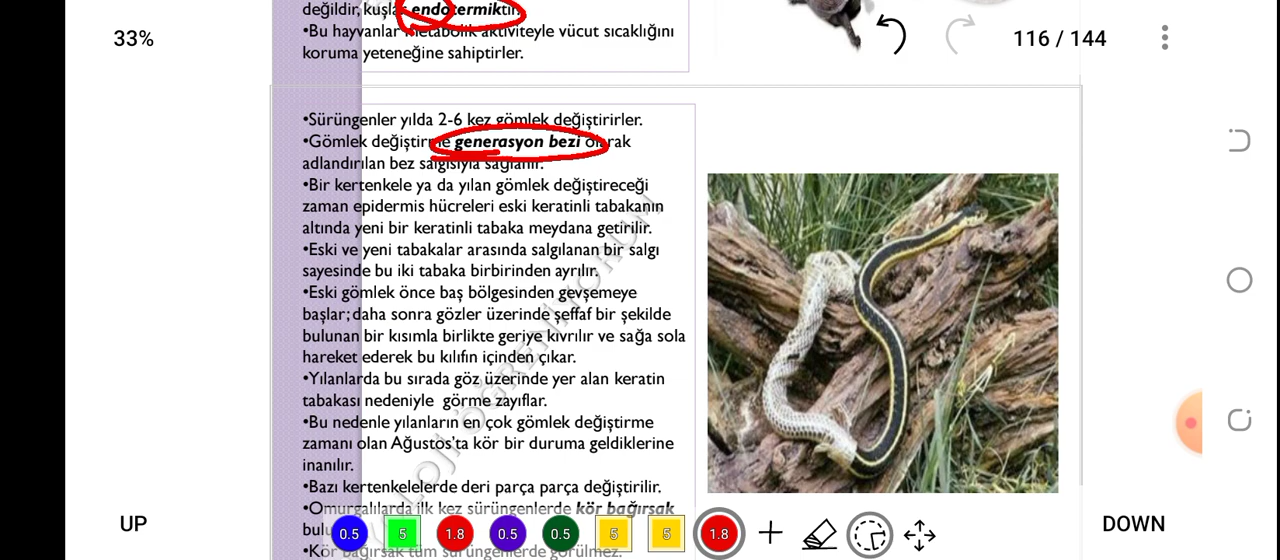 değildir, kuşlar endotermiktir.
•Bu hayvanlar metabolik aktiviteyle vücut sıcaklığını
koruma yeteneğine sahiptirler.
33%
116 / 144
•Sürüngenler yılda 2-6 kez gömlek değiştirirler.
•Gömlek değiştirme generasyon bezi olarak
adlandırılan bez salgısıyla sağlanır.
•Bir kertenkele ya da yılan gömlek değiştireceği
zaman epidermis hücreleri eski keratinli tabakanın
altında yeni bir keratinli tabaka meydana getirilir.
•Eski ve yeni tabakalar arasında salgılanan bir salgı
sayesinde bu iki tabaka birbirinden ayrılır.
•Eski gömlek önce baş bölgesinden gevşemeye
başlar; daha sonra gözler üzerinde şeffaf bir şekilde
bulunan bir kısımla birlikte geriye kıvrılır ve sağa sola
hareket ederek bu kılıfın içinden çıkar.
•Yılanlarda bu sırada göz üzerinde yer alan keratin
tabakası nedeniyle görme zayıflar.
•Bu nedenle yılanların en çok gömlek değiştirme
zamanı olan Ağustos'ta kör bir duruma geldiklerine
inanılır.
•Bazı kertenkelelerde deri parça parça değiştirilir.
•Omurgalılarda ilk kez sürüngenlerde kör bağırsak
•Kör bağırsak tüm sürüngenlerde görülmez.
UP
0.5 5 1.8 0.5 0.5 5 5 1.8
DOWN